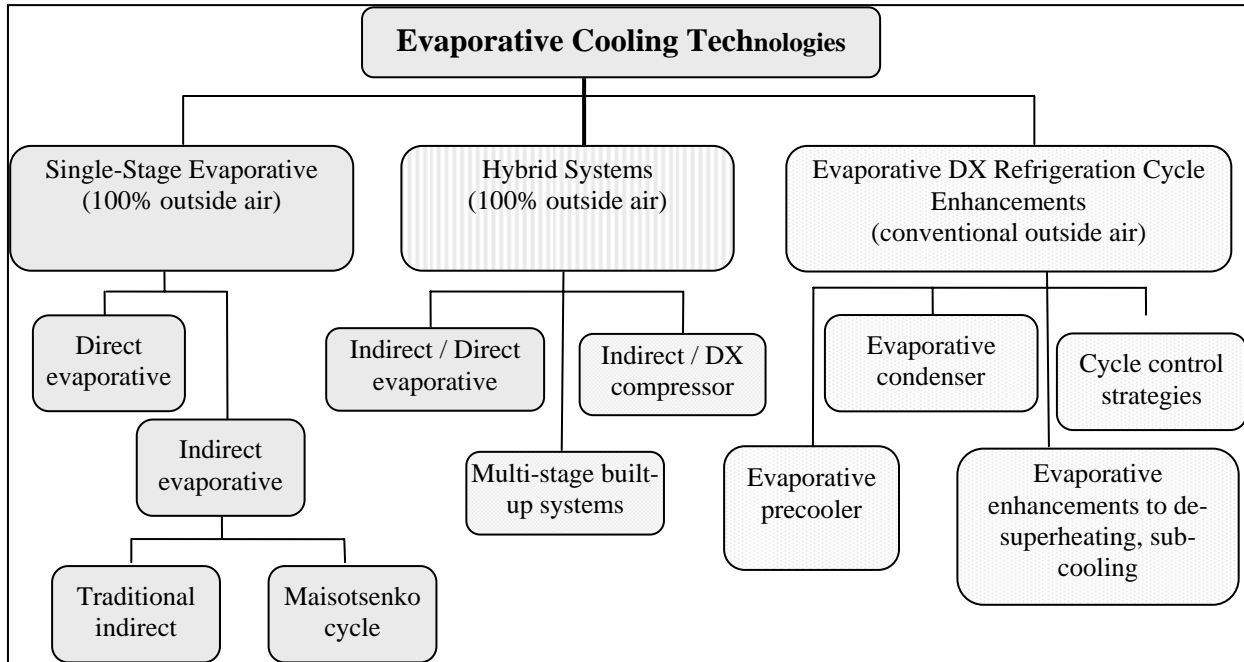 Evaporative Cooling Technologies
Single-Stage Evaporative
(100% outside air)
Hybrid Systems
(100% outside air)
Evaporative DX Refrigeration Cycle
Enhancements
(conventional outside air)
Direct
evaporative
Indirect
evaporative
Traditional
indirect
Maisotsenko
cycle
Indirect / Direct
evaporative
Indirect / DX
compressor
Multi-stage built-
up systems
Evaporative
condenser
Cycle control
strategies
Evaporative
precooler
Evaporative
enhancements to de-
superheating, sub-
cooling